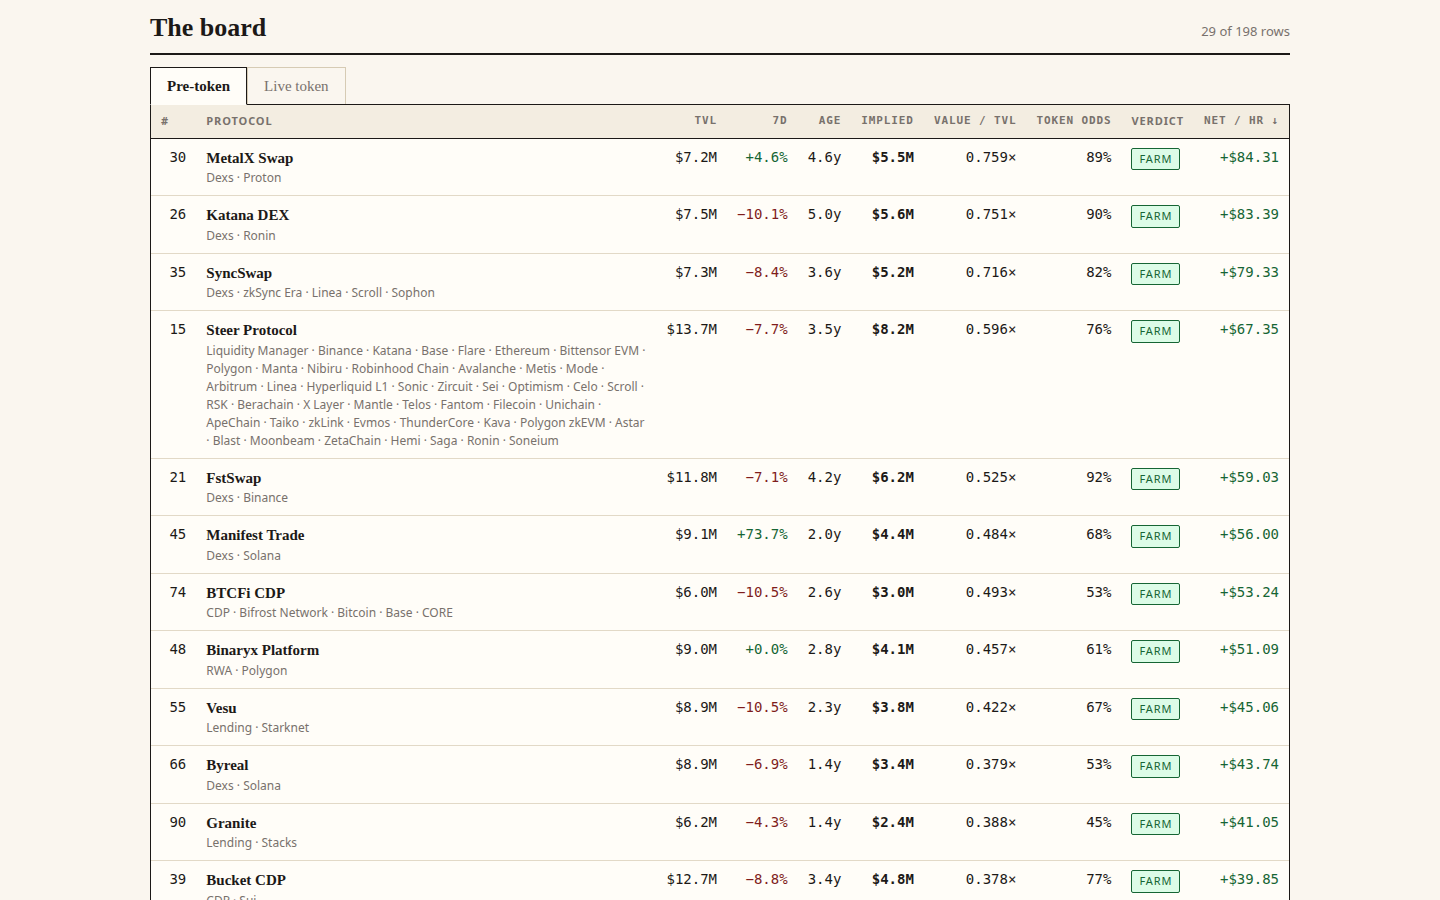 The board
29 of 198 rows
Pre-token
Live token
# PROTOCOL TVL 7D AGE IMPLIED VALUE / TVL TOKEN ODDS VERDICT NET / HR ↓
30 MetalX Swap $7.2M +4.6% 4.6y $5.5M 0.759× 89% FARM +$84.31
Dexs · Proton
26 Katana DEX $7.5M −10.1% 5.0y $5.6M 0.751× 90% FARM +$83.39
Dexs · Ronin
35 SyncSwap $7.3M −8.4% 3.6y $5.2M 0.716× 82% FARM +$79.33
Dexs · zkSync Era · Linea · Scroll · Sophon
15 Steer Protocol $13.7M −7.7% 3.5y $8.2M 0.596× 76% FARM +$67.35
Liquidity Manager · Binance · Katana · Base · Flare · Ethereum · Bittensor EVM ·
Polygon · Manta · Nibiru · Robinhood Chain · Avalanche · Metis · Mode ·
Arbitrum · Linea · Hyperliquid L1 · Sonic · Zircuit · Sei · Optimism · Celo · Scroll ·
RSK · Berachain · X Layer · Mantle · Telos · Fantom · Filecoin · Unichain ·
ApeChain · Taiko · zkLink · Evmos · ThunderCore · Kava · Polygon zkEVM · Astar
· Blast · Moonbeam · ZetaChain · Hemi · Saga · Ronin · Soneium
21 FstSwap $11.8M −7.1% 4.2y $6.2M 0.525× 92% FARM +$59.03
Dexs · Binance
45 Manifest Trade $9.1M +73.7% 2.0y $4.4M 0.484× 68% FARM +$56.00
Dexs · Solana
74 BTCFi CDP $6.0M −10.5% 2.6y $3.0M 0.493× 53% FARM +$53.24
CDP · Bifrost Network · Bitcoin · Base · CORE
48 Binaryx Platform $9.0M +0.0% 2.8y $4.1M 0.457× 61% FARM +$51.09
RWA · Polygon
55 Vesu $8.9M −10.5% 2.3y $3.8M 0.422× 67% FARM +$45.06
Lending · Starknet
66 Byreal $8.9M −6.9% 1.4y $3.4M 0.379× 53% FARM +$43.74
Dexs · Solana
90 Granite $6.2M −4.3% 1.4y $2.4M 0.388× 45% FARM +$41.05
Lending · Stacks
39 Bucket CDP $12.7M −8.8% 3.4y $4.8M 0.378× 77% FARM +$39.85
CDP · Sui